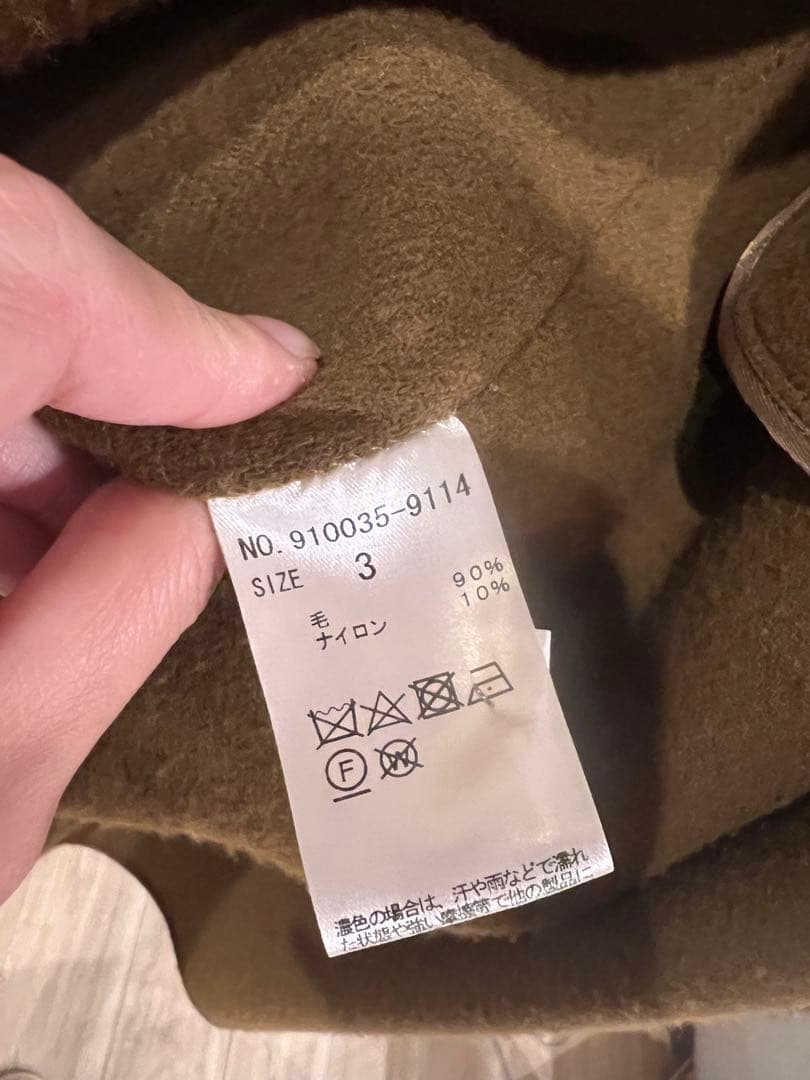 NO. 910035-9114
SIZE 3
毛 90%
ナイロン 10%
F W
濃色の場合は、汗や雨などで濡れ
た状態や強い摩擦等で他の製品に